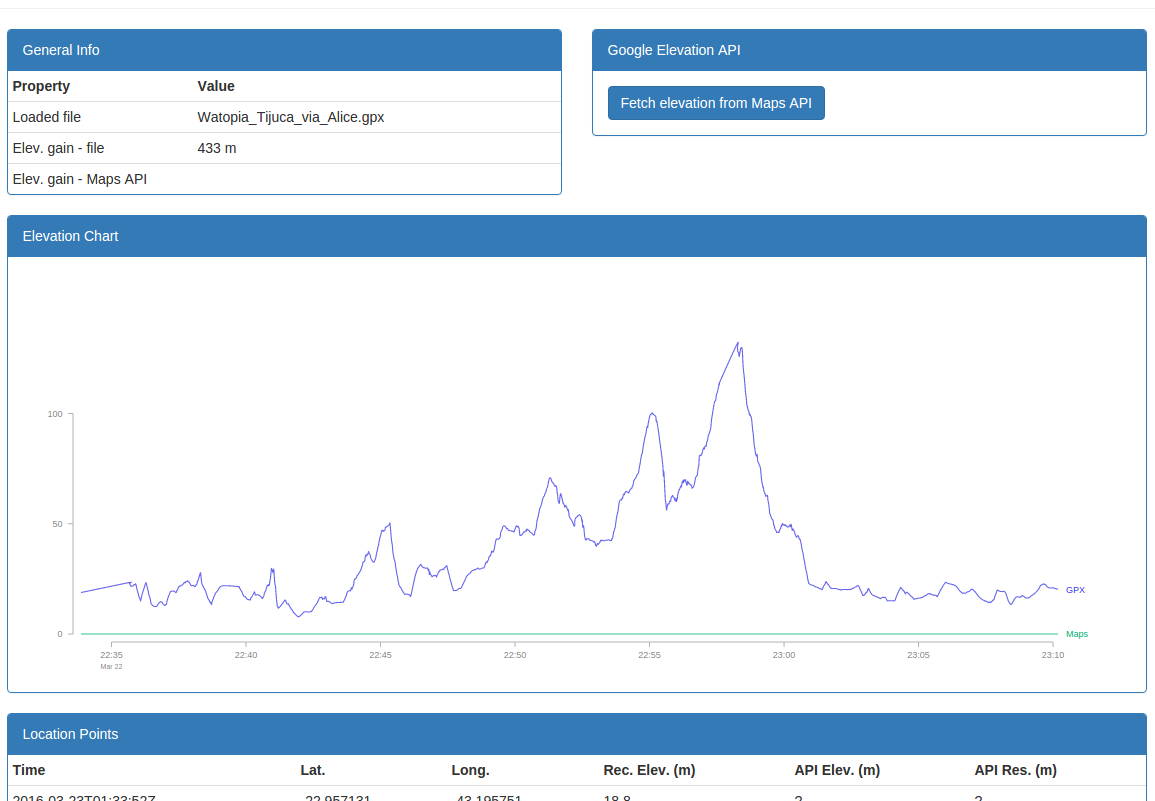 General Info
Google Elevation API
Property Value
Fetch elevation from Maps API
Loaded file Watopia_Tijuca_via_Alice.gpx
Elev. gain - file 433 m
Elev. gain - Maps API
Elevation Chart
100
50
0
GPX
Maps
22:35 22:40 22:45 22:50 22:55 23:00 23:05 23:10
Mar 22
Location Points
Time Lat. Long. Rec. Elev. (m) API Elev. (m) API Res. (m)
2016-03-23T01:33:52Z -22.957131 -43.195751 18.8 ? ?